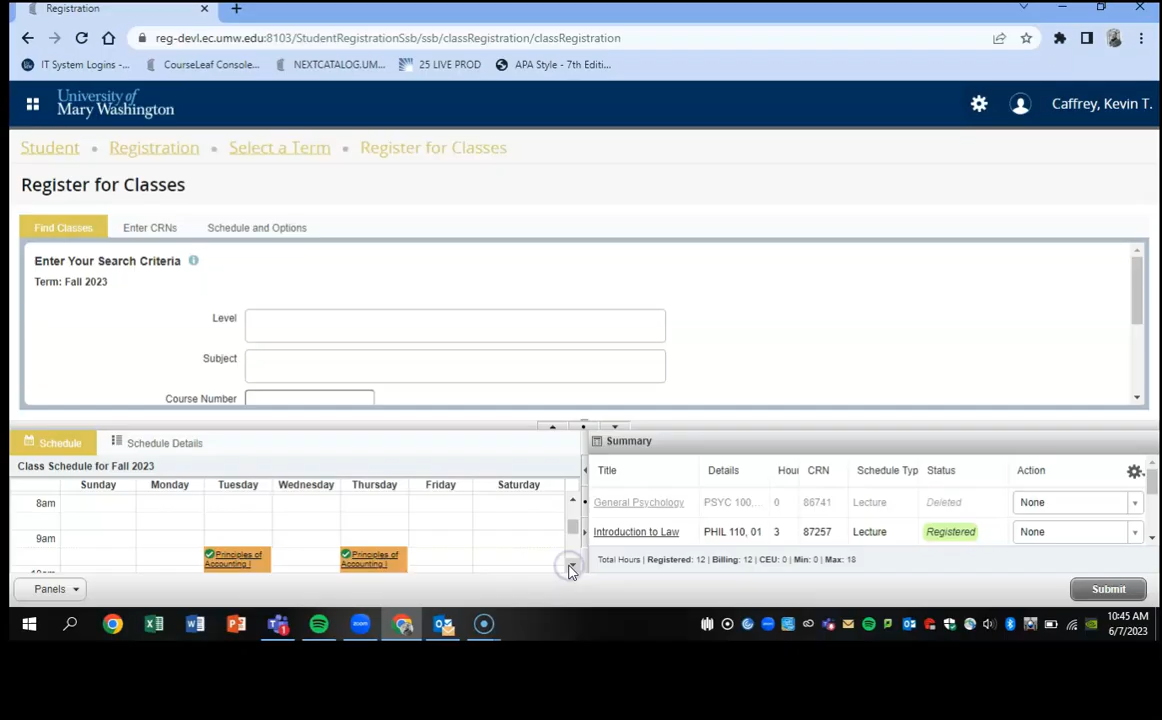 Registration
reg-devl.ec.umw.edu:8103/StudentRegistrationSsb/ssb/classRegistration/classRegistration
IT System Logins -... CourseLeaf Console... NEXTCATALOG.UM... 25 LIVE PROD APA Style - 7th Editi...
University of
Mary Washington
Caffrey, Kevin T.
Student • Registration • Select a Term • Register for Classes
Register for Classes
Find Classes Enter CRNs Schedule and Options
Enter Your Search Criteria
Term: Fall 2023
Level
Subject
Course Number
Schedule Schedule Details
Summary
Class Schedule for Fall 2023
Title Details Hou CRN Schedule Typ Status Action
Sunday Monday Tuesday Wednesday Thursday Friday Saturday
8am
General Psychology PSYC 100,... 0 86741 Lecture Deleted None
9am
Introduction to Law PHIL 110, 01 3 87257 Lecture Registered None
Principles of Accounting I
Principles of Accounting I
Total Hours | Registered: 12 | Billing: 12 | CEU: 0 | Min: 0 | Max: 18
Panels
Submit
10:45 AM
6/7/2023